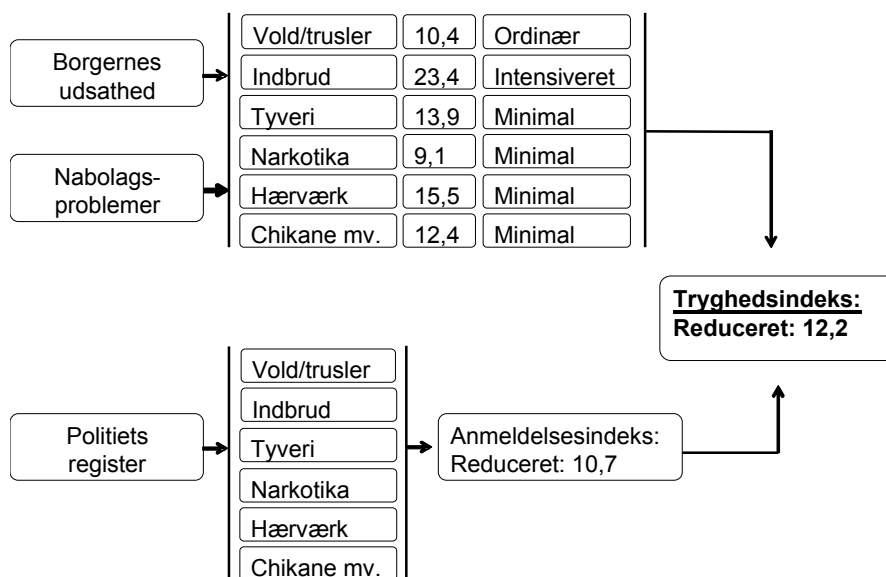 Borgernes
udsathed
Nabolags-
problemer
Vold/trusler 10,4 Ordinær
Indbrud 23,4 Intensiveret
Tyveri 13,9 Minimal
Narkotika 9,1 Minimal
Hærværk 15,5 Minimal
Chikane mv. 12,4 Minimal
Tryghedsindeks:
Reduceret: 12,2
Politiets
register
Vold/trusler
Indbrud
Tyveri
Narkotika
Hærværk
Chikane mv.
Anmeldelsesindeks:
Reduceret: 10,7